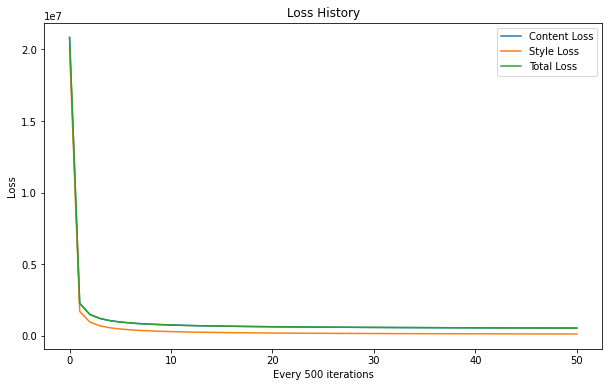 Loss History
1e7
Content Loss
Style Loss
Total Loss
2.0
1.5
1.0
0.5
0.0
Loss
0 10 20 30 40 50
Every 500 iterations